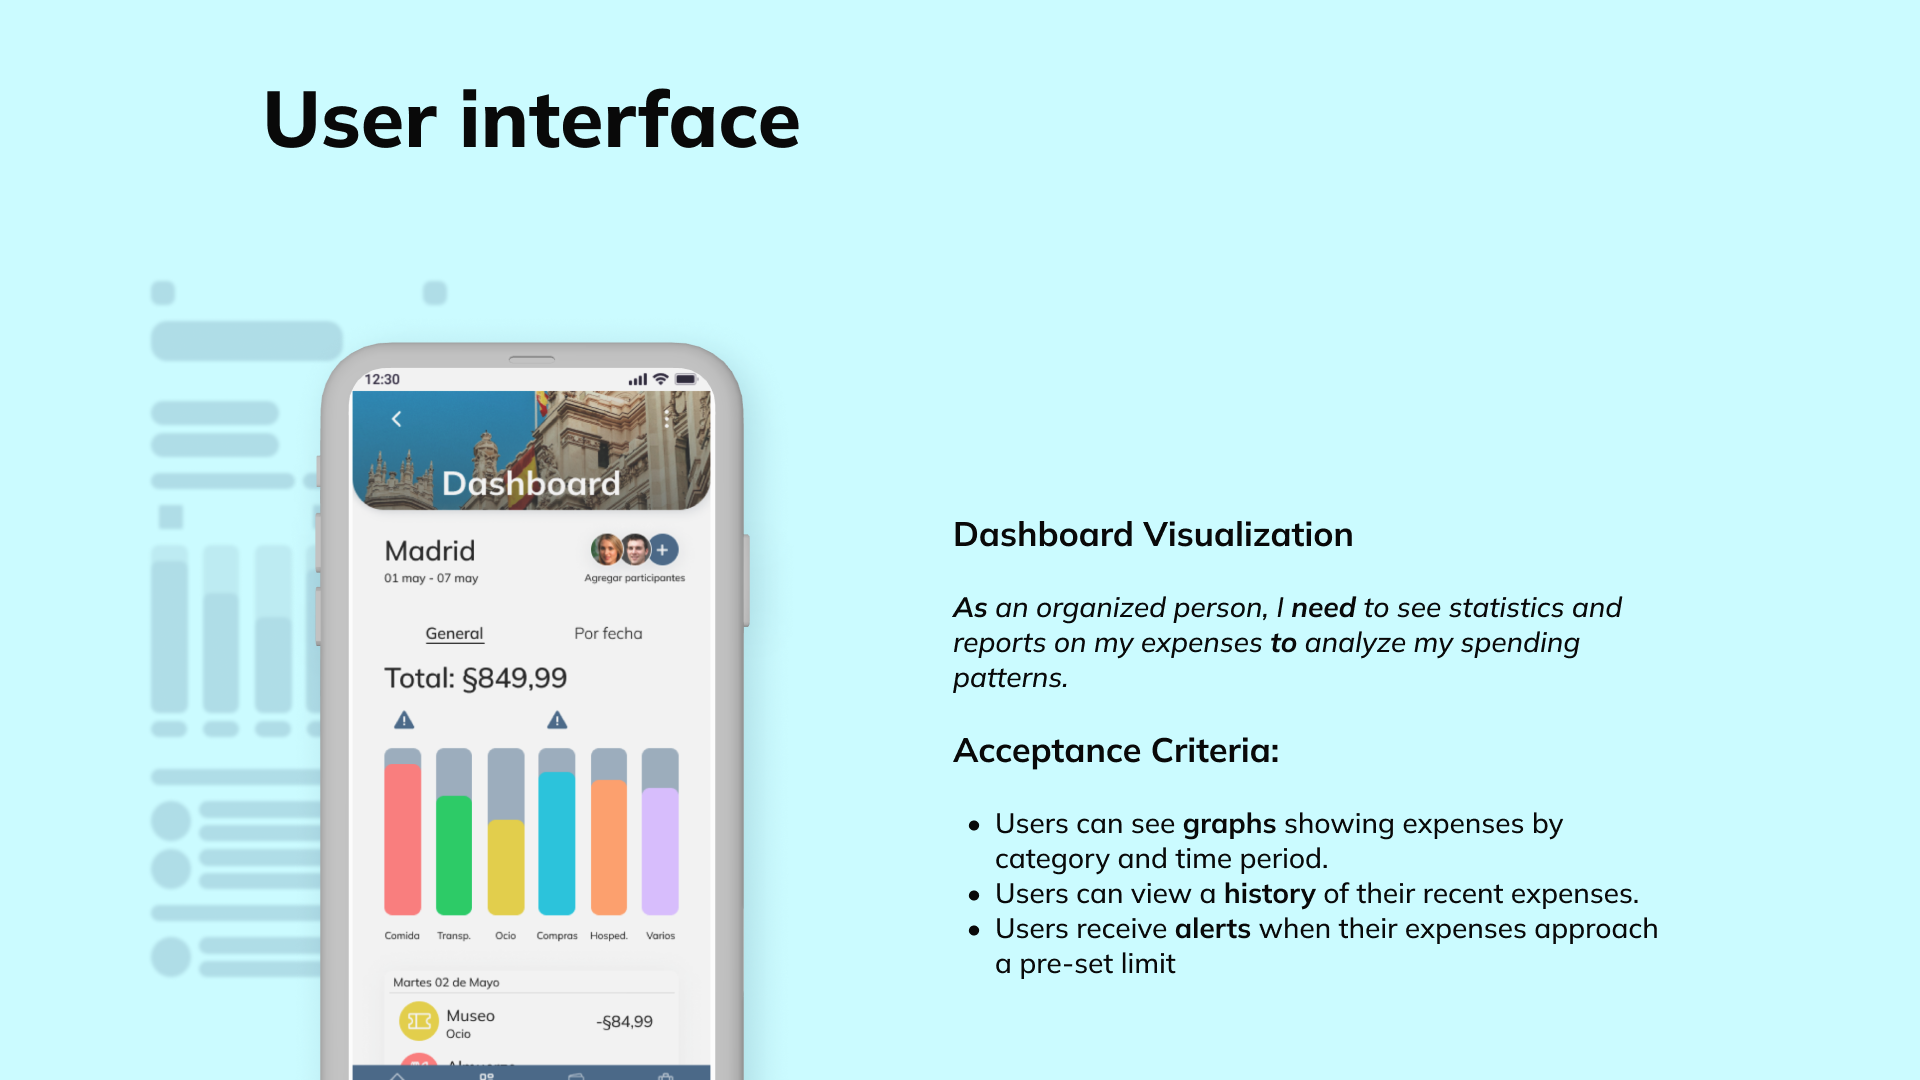 User interface
12:30
Dashboard
Madrid
01 may - 07 may
Agregar participantes
General
Por fecha
Total: §849,99
Comida
Transp.
Ocio
Compras
Hosped.
Varios
Martes 02 de Mayo
Museo
Ocio
-§84,99
Dashboard Visualization
As an organized person, I need to see statistics and
reports on my expenses to analyze my spending
patterns.
Acceptance Criteria:
• Users can see graphs showing expenses by
category and time period.
• Users can view a history of their recent expenses.
• Users receive alerts when their expenses approach
a pre-set limit